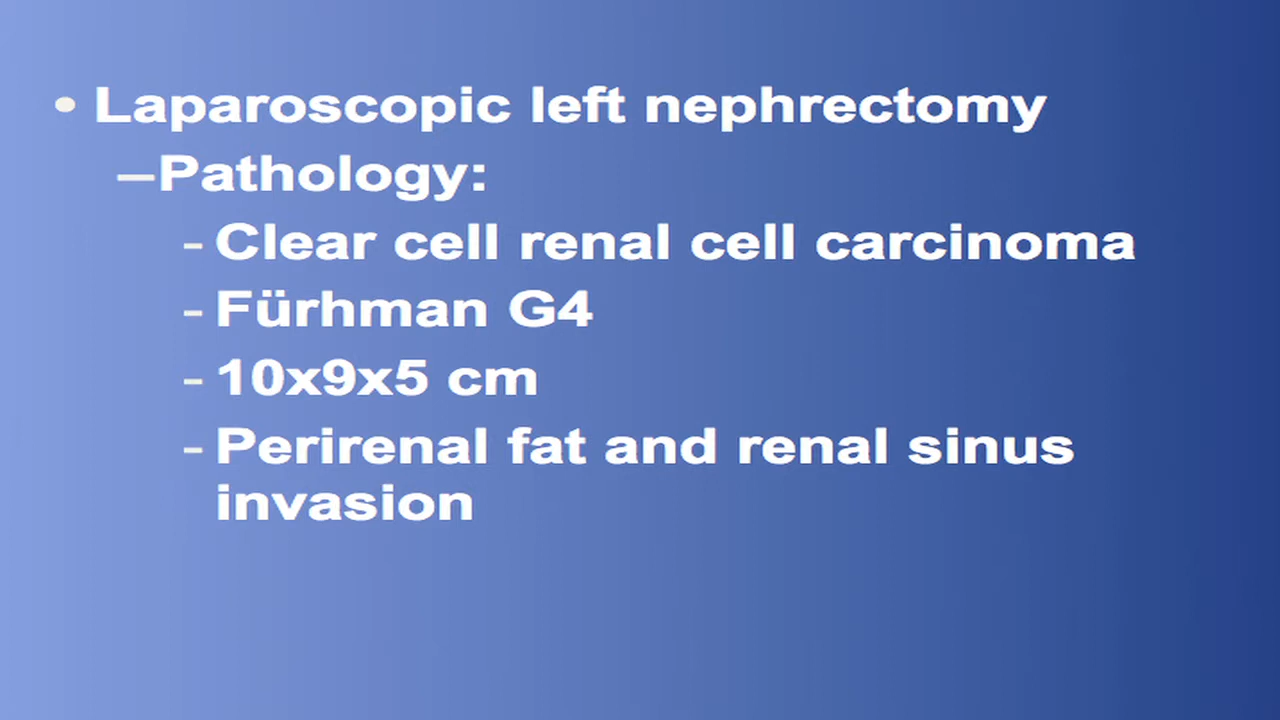 • Laparoscopic left nephrectomy
–Pathology:
- Clear cell renal cell carcinoma
- Fürhman G4
- 10x9x5 cm
- Perirenal fat and renal sinus
invasion